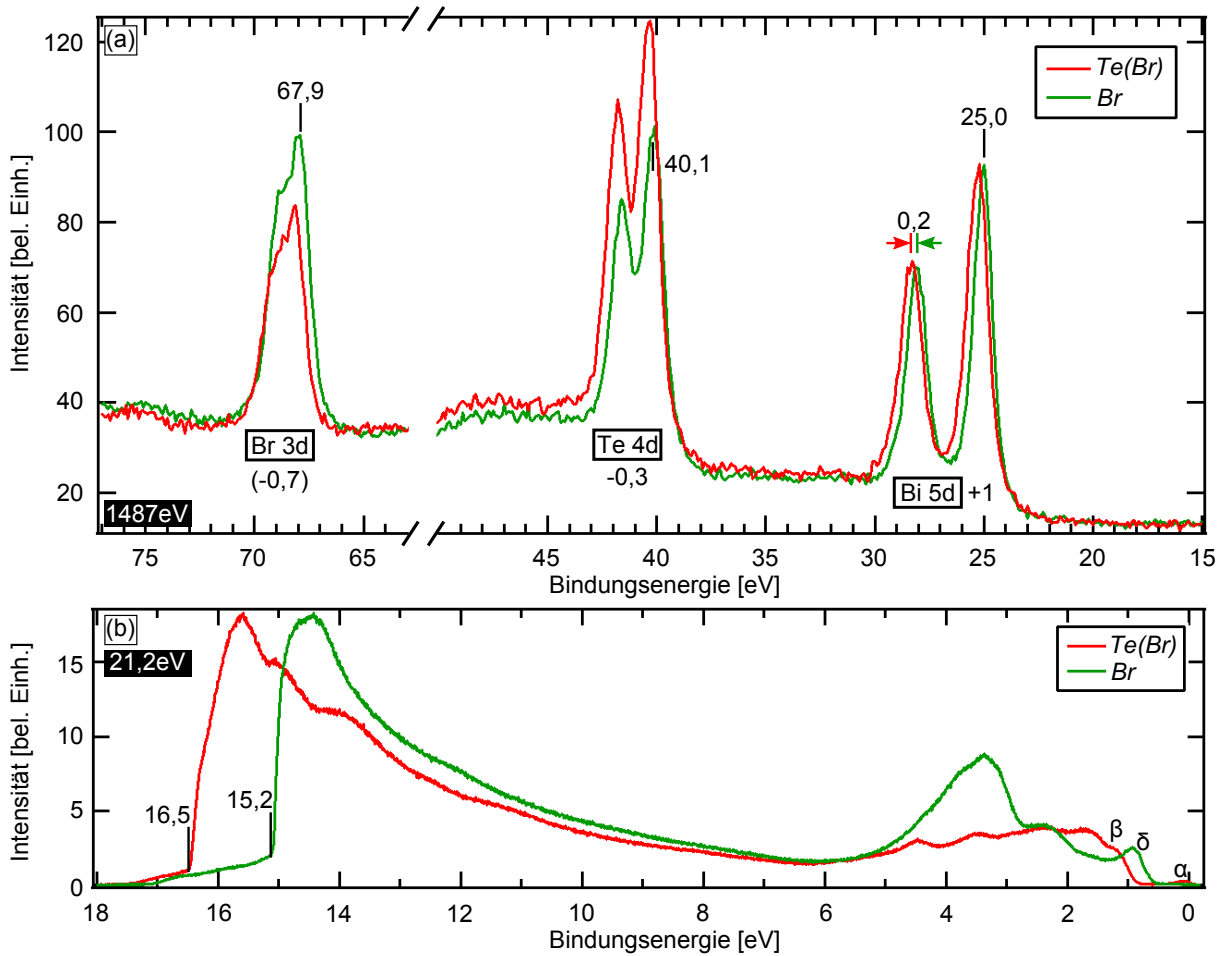 (a)
Intensität [bel. Einh.]
120
100
80
60
40
20
67,9
40,1
25,0
0,2
Te(Br)
Br
Br 3d
(-0,7)
Te 4d
-0,3
Bi 5d +1
1487eV
75 70 65 45 40 35 30 25 20 15
Bindungsenergie [eV]
(b)
21,2eV
Intensität [bel. Einh.]
15
10
5
0
16,5
15,2
Te(Br)
Br
β
δ
α
18 16 14 12 10 8 6 4 2 0
Bindungsenergie [eV]